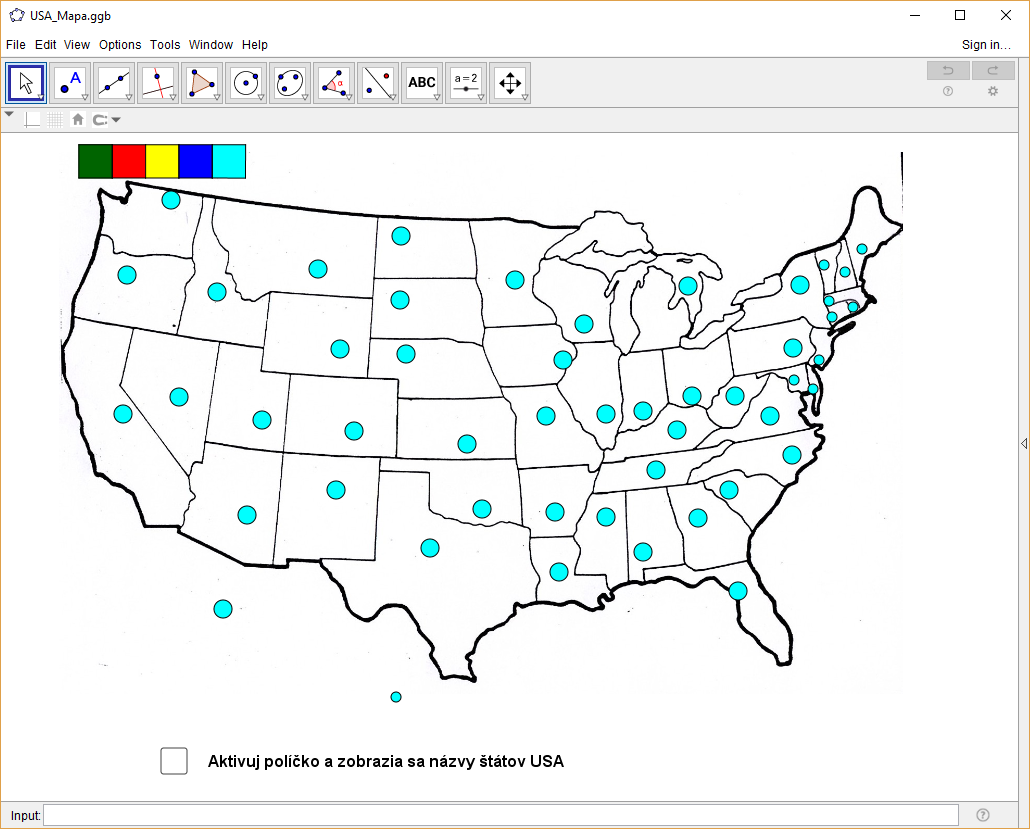 USA_Mapa.ggb
File Edit View Options Tools Window Help Sign in...
A ABC a=2
α
Aktivuj políčko a zobrazia sa názvy štátov USA
Input: